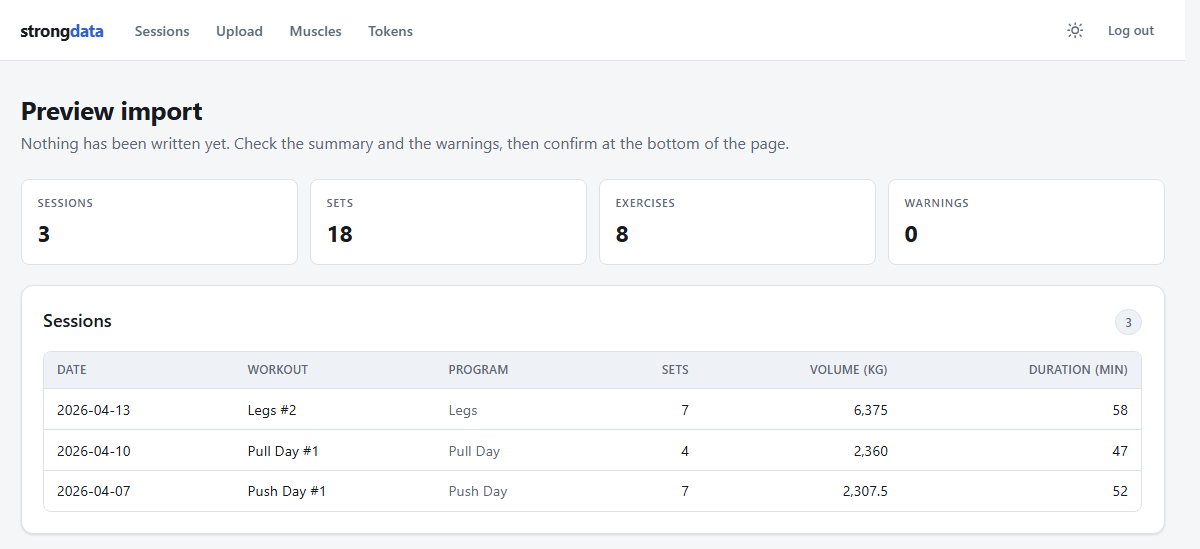 strongdata Sessions Upload Muscles Tokens Log out
Preview import
Nothing has been written yet. Check the summary and the warnings, then confirm at the bottom of the page.
SESSIONS SETS EXERCISES WARNINGS
3 18 8 0
Sessions 3
DATE WORKOUT PROGRAM SETS VOLUME (KG) DURATION (MIN)
2026-04-13 Legs #2 Legs 7 6,375 58
2026-04-10 Pull Day #1 Pull Day 4 2,360 47
2026-04-07 Push Day #1 Push Day 7 2,307.5 52